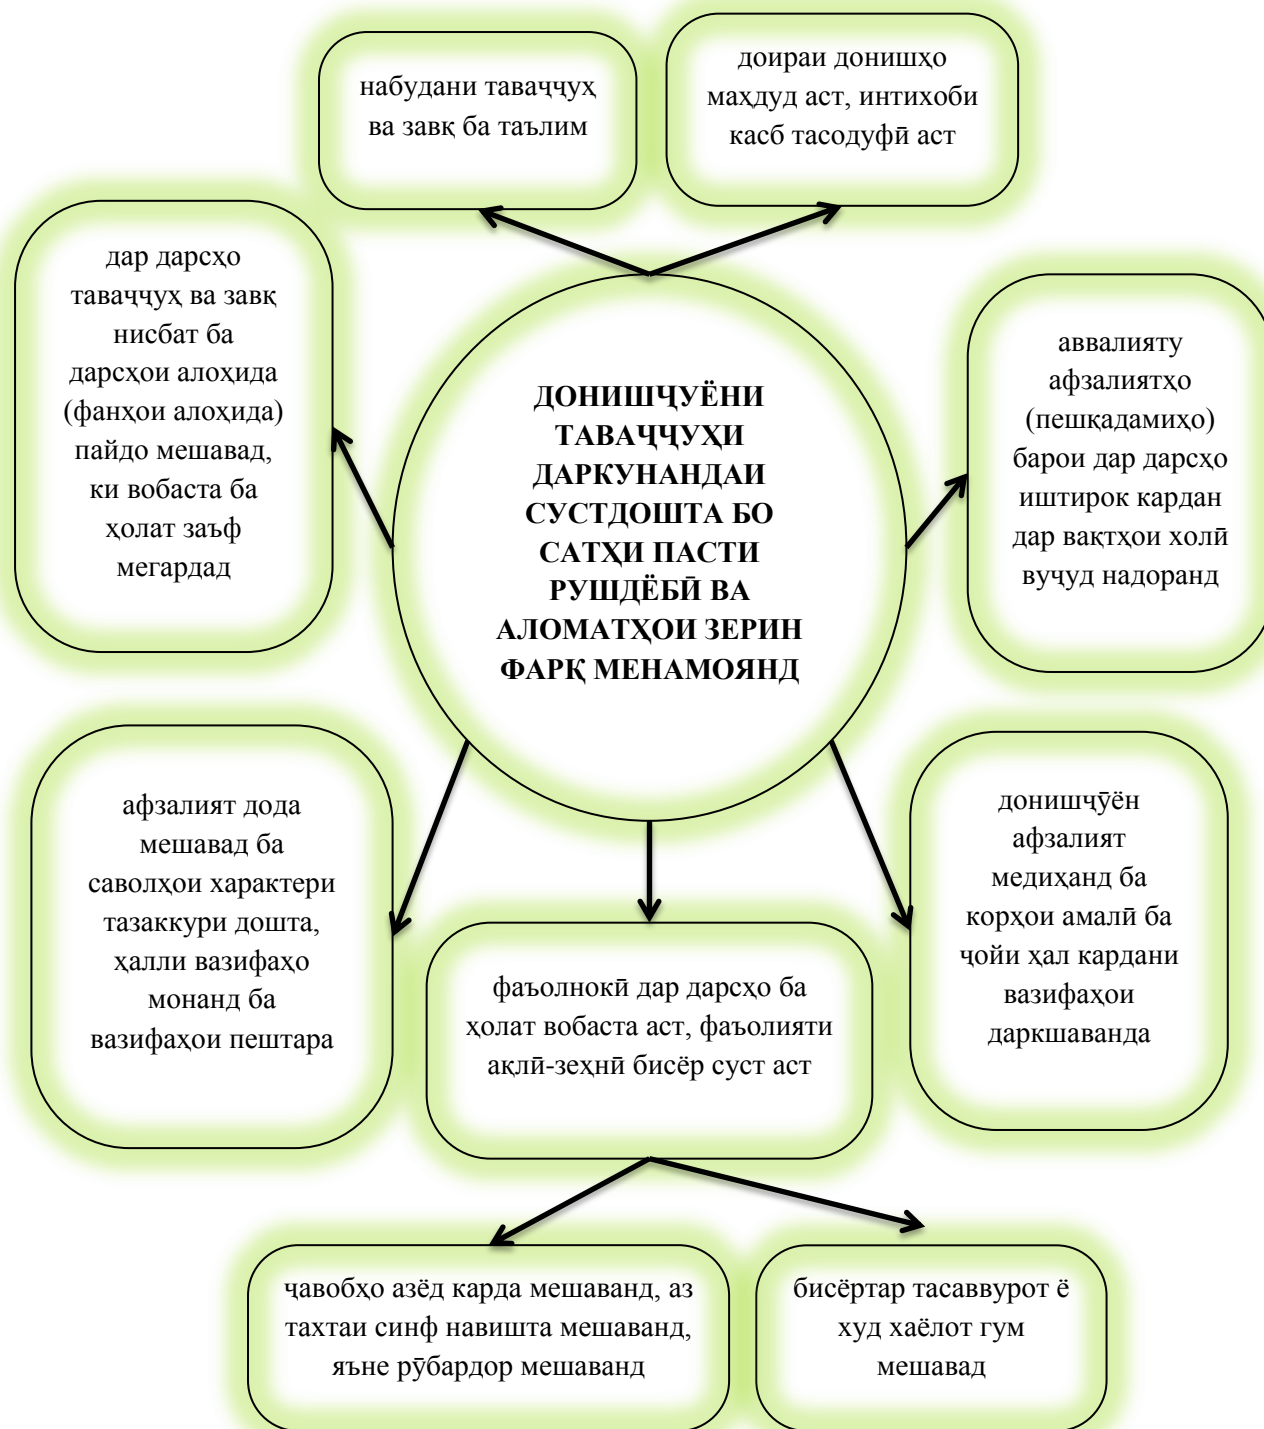 набудани таваҷҷуҳ
ва завқ ба таълим
доираи донишҳо
маҳдуд аст, интихоби
касб тасодуфӣ аст
дар дарсҳо
таваҷҷуҳ ва завқ
нисбат ба
дарсҳои алоҳида
(фанҳои алоҳида)
пайдо мешавад,
ки вобаста ба
ҳолат заъф
мегардад
ДОНИШҶУЁНИ
ТАВАҶҶУҲИ
ДАРКУНАНДАИ
СУСТДОШТА БО
САТҲИ ПАСТИ
РУШДЁБӢ ВА
АЛОМАТҲОИ ЗЕРИН
ФАРҚ МЕНАМОЯНД
аввалияту
афзалиятҳо
(пешқадамиҳо)
барои дар дарсҳо
иштирок кардан
дар вақтҳои холӣ
вуҷуд надоранд
афзалият дода
мешавад ба
саволҳои характери
тазаккури дошта,
ҳалли вазифаҳо
монанд ба
вазифаҳои пештара
фаъолнокӣ дар дарсҳо ба
ҳолат вобаста аст, фаъолияти
ақлӣ-зеҳнӣ бисёр суст аст
донишҷӯён
афзалият
медиҳанд ба
корҳои амалӣ ба
ҷойи ҳал кардани
вазифаҳои
даркшаванда
ҷавобҳо азёд карда мешаванд, аз
тахтаи синф навишта мешаванд,
яъне рӯбардор мешаванд
бисёртар тасаввурот ё
худ хаёлот гум
мешавад